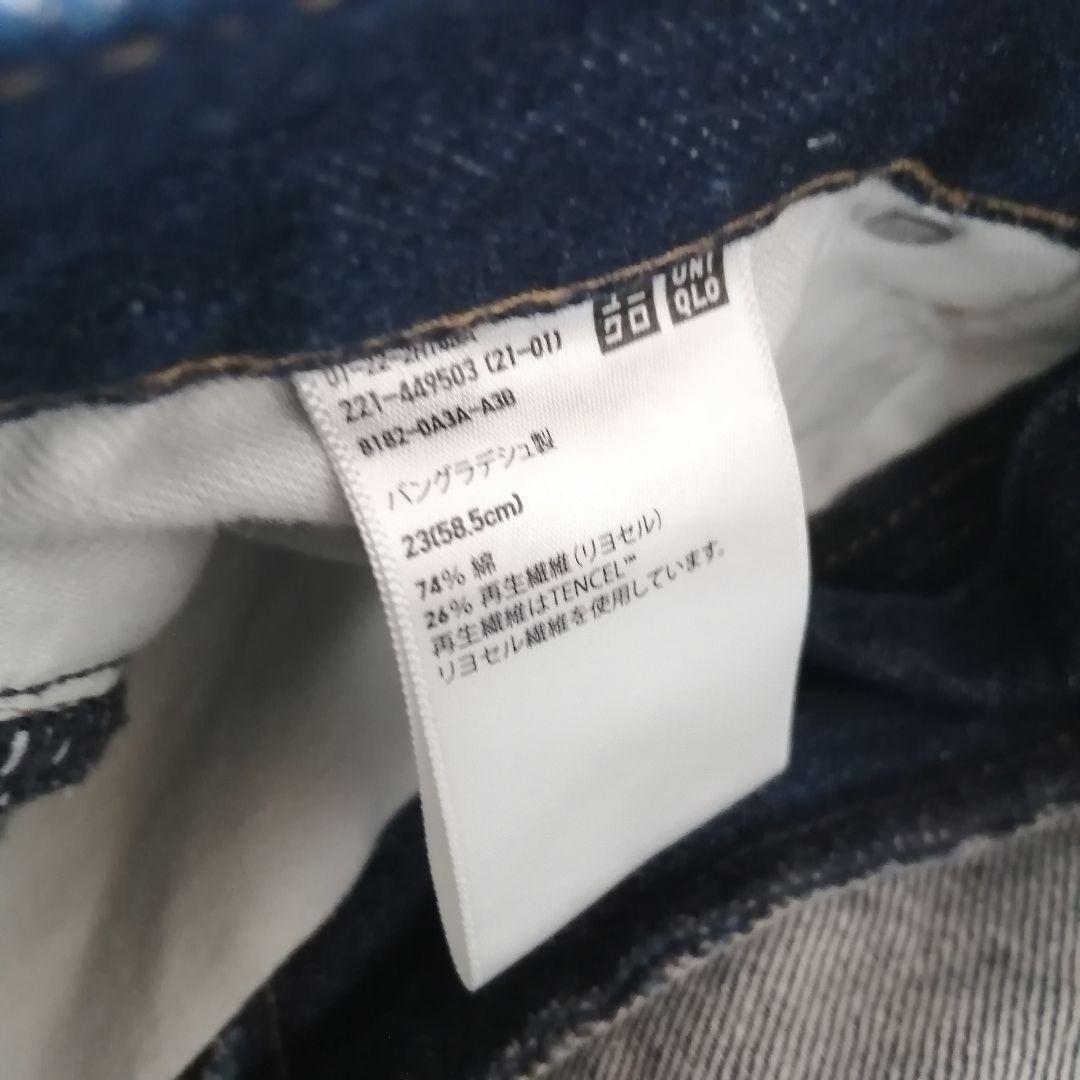 ユニクロ
UNI
QLO
221-449503 (21-01)
8182-0A3A-A3B
バングラデシュ製
23(58.5cm)
74% 綿
26% 再生繊維(リヨセル)
再生繊維はTENCEL™
リヨセル繊維を使用しています。